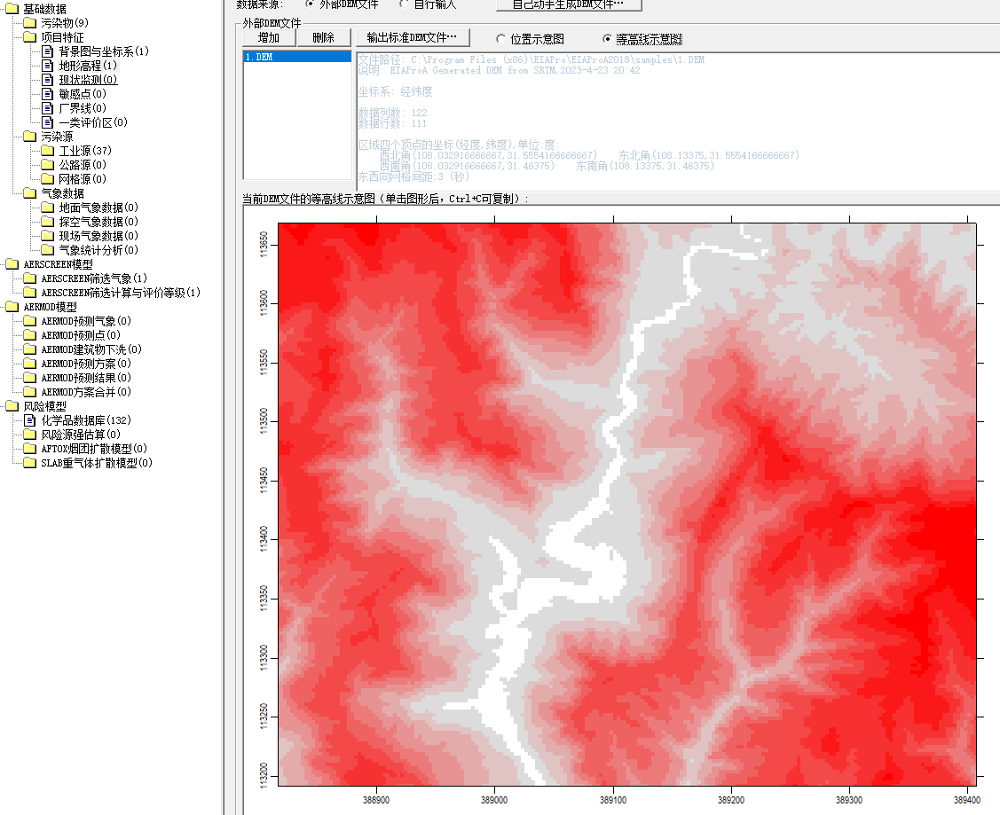 基础数据
污染物(9)
项目特征
背景图与坐标系(1)
地形高程(1)
现状监测(0)
敏感点(0)
厂界线(0)
一类评价区(0)
污染源
工业源(37)
公路源(0)
网格源(0)
气象数据
地面气象数据(0)
探空气象数据(0)
现场气象数据(0)
气象统计分析(0)
AERSCREEN模型
AERSCREEN筛选气象(1)
AERSCREEN筛选计算与评价等级(1)
AERMOD模型
AERMOD预测气象(0)
AERMOD预测点(0)
AERMOD建筑物下洗(0)
AERMOD预测方案(0)
AERMOD预测结果(0)
AERMOD方案合并(0)
风险模型
化学品数据库(132)
风险源强估算(0)
AFTOX烟团扩散模型(0)
SLAB重气体扩散模型(0)
数据来源: 外部DEM文件 自行输入 自己动手生成DEM文件…
外部DEM文件
增加 删除 输出标准DEM文件… 位置示意图 等高线示意图
1.DEM
文件路径: C:\Program Files (x86)\EIAPro\EIAProA2018\samples\1.DEM
说明: EIAProA Generated DEM from SRTM,2023-4-23 20:42
坐标系: 经纬度
数据列数: 122
数据行数: 111
区域四个顶点的坐标(经度,纬度),单位:度:
西北角(108.032916666667,31.5554166666667) 东北角(108.13375,31.5554166666667)
西南角(108.032916666667,31.46375) 东南角(108.13375,31.46375)
东西向网格间距:3 (秒)
当前DEM文件的等高线示意图 (单击图形后, Ctrl+C可复制) :
113650
113600
113550
113500
113450
113400
113350
113300
113250
113200
388900 389000 389100 389200 389300 389400